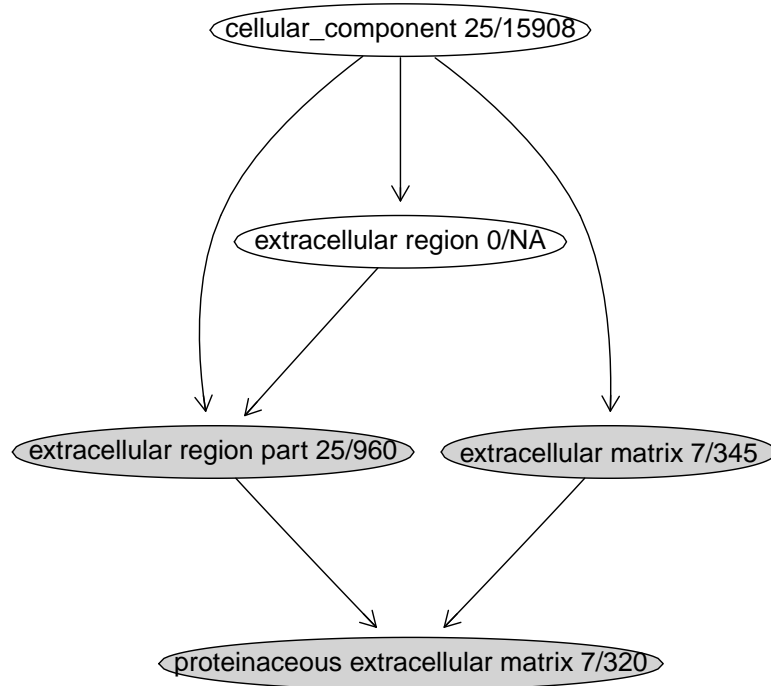 cellular_component 25/15908
extracellular region 0/NA
extracellular region part 25/960
extracellular matrix 7/345
proteinaceous extracellular matrix 7/320